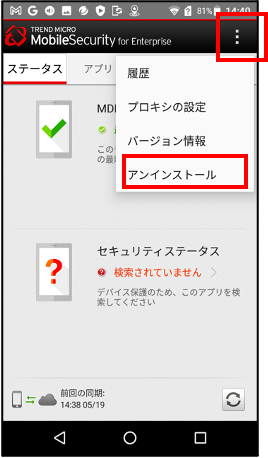 81% 14:40
TREND MICRO
MobileSecurity for Enterprise
ステータス アプリ
履歴
プロキシの設定
バージョン情報
アンインストール
MD
この
の最
セキュリティステータス
検索されていません
デバイス保護のため、このアプリを検
索してください
前回の同期:
14:38 05/19